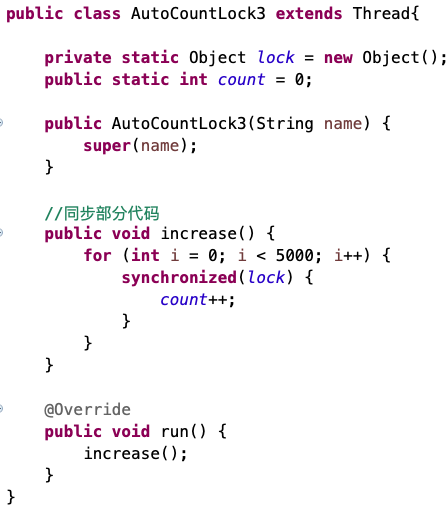 public class AutoCountLock3 extends Thread{
private static Object lock = new Object();
public static int count = 0;
public AutoCountLock3(String name) {
super(name);
}
//同步部分代码
public void increase() {
for (int i = 0; i < 5000; i++) {
synchronized(lock) {
count++;
}
}
}
@Override
public void run() {
increase();
}
}